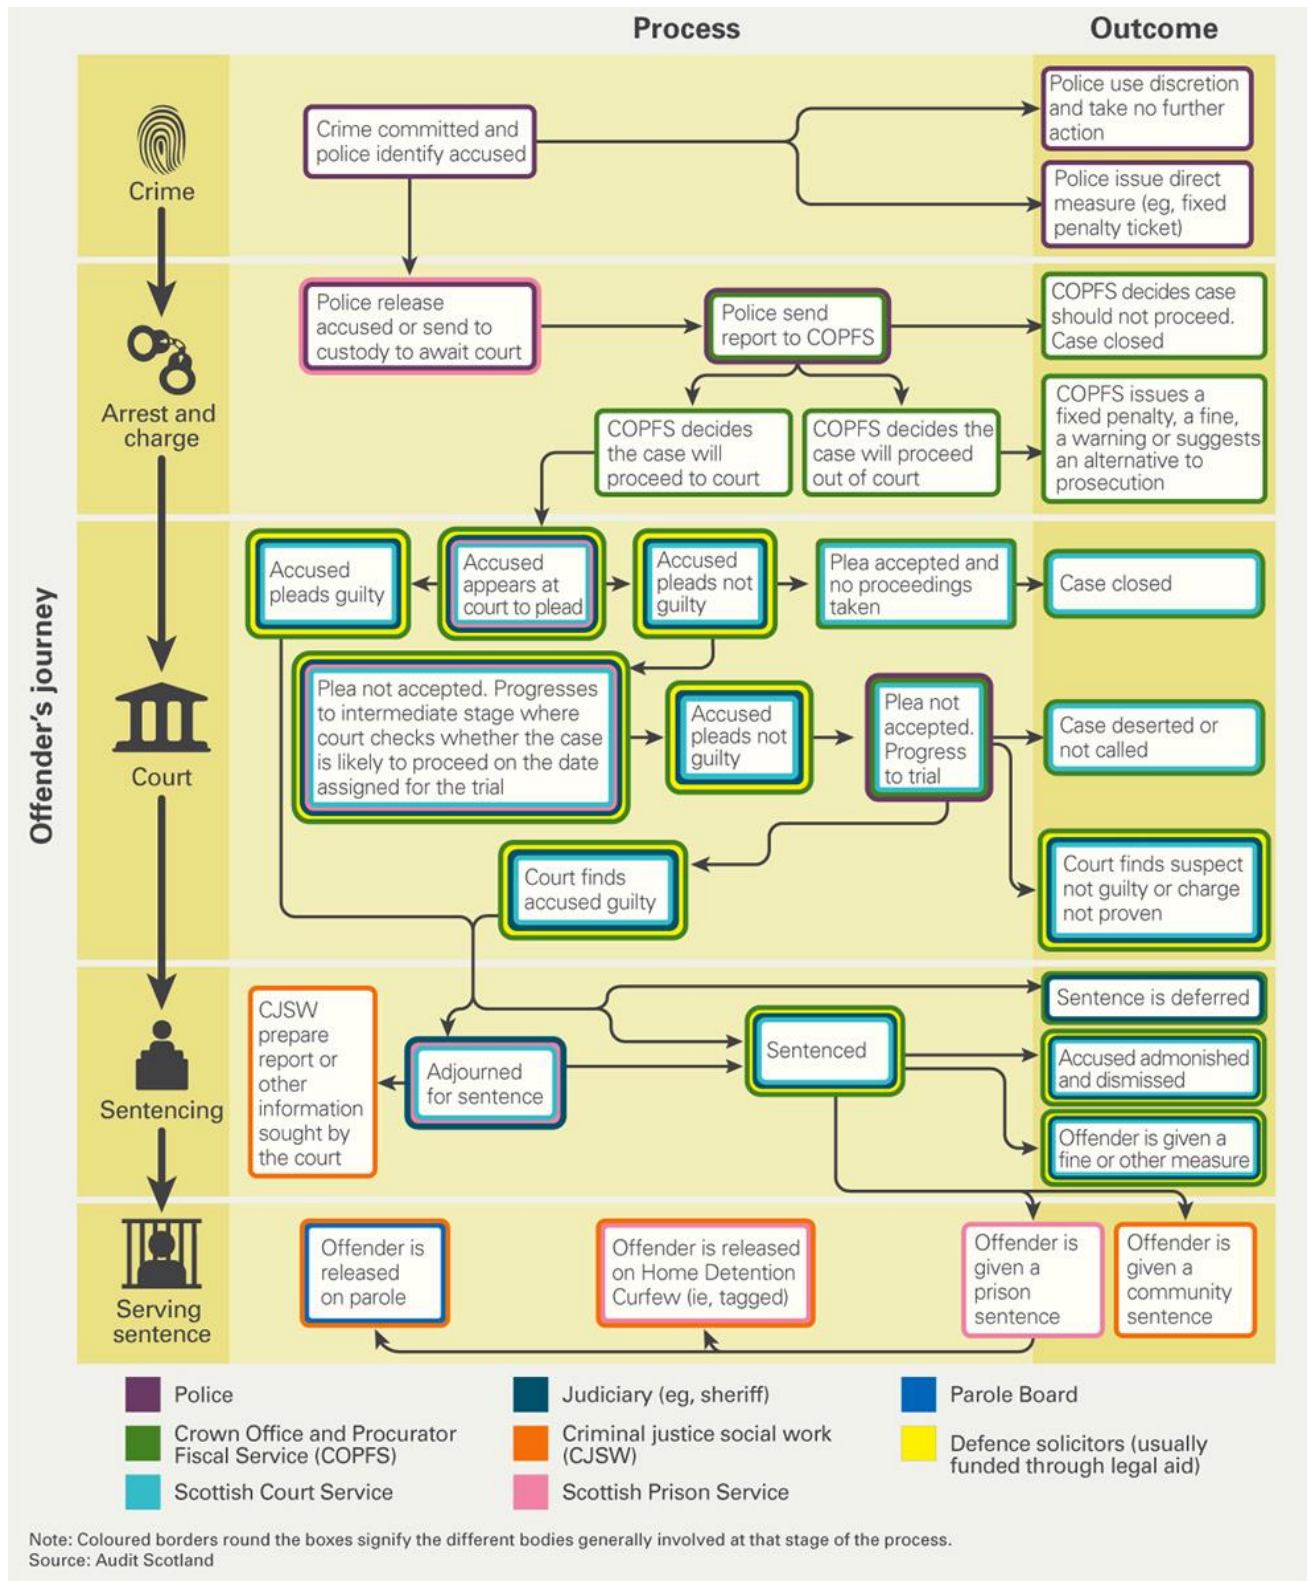 Process
Outcome
Offender's journey
Crime
Crime committed and
police identify accused
Police use discretion
and take no further
action
Police issue direct
measure (eg, fixed
penalty ticket)
Arrest and
charge
Police release
accused or send to
custody to await court
Police send
report to COPFS
COPFS decides case
should not proceed.
Case closed
COPFS decides
the case will
proceed to court
COPFS decides the
case will proceed
out of court
COPFS issues a
fixed penalty, a fine,
a warning or suggests
an alternative to
prosecution
Court
Accused
pleads guilty
Accused
appears at
court to plead
Accused
pleads not
guilty
Plea accepted and
no proceedings
taken
Case closed
Plea not accepted. Progresses
to intermediate stage where
court checks whether the case
is likely to proceed on the date
assigned for the trial
Accused
pleads not
guilty
Plea not
accepted.
Progress
to trial
Case deserted or
not called
Court finds
accused guilty
Court finds suspect
not guilty or charge
not proven
Sentencing
CJSW
prepare
report or
other
information
sought by
the court
Adjourned
for sentence
Sentenced
Sentence is deferred
Accused admonished
and dismissed
Offender is given a
fine or other measure
Serving
sentence
Offender is
released
on parole
Offender is released
on Home Detention
Curfew (ie, tagged)
Offender is
given a
prison
sentence
Offender is
given a
community
sentence
Police
Judiciary (eg, sheriff)
Parole Board
Crown Office and Procurator
Fiscal Service (COPFS)
Criminal justice social work
(CJSW)
Defence solicitors (usually
funded through legal aid)
Scottish Court Service
Scottish Prison Service
Note: Coloured borders round the boxes signify the different bodies generally involved at that stage of the process.
Source: Audit Scotland